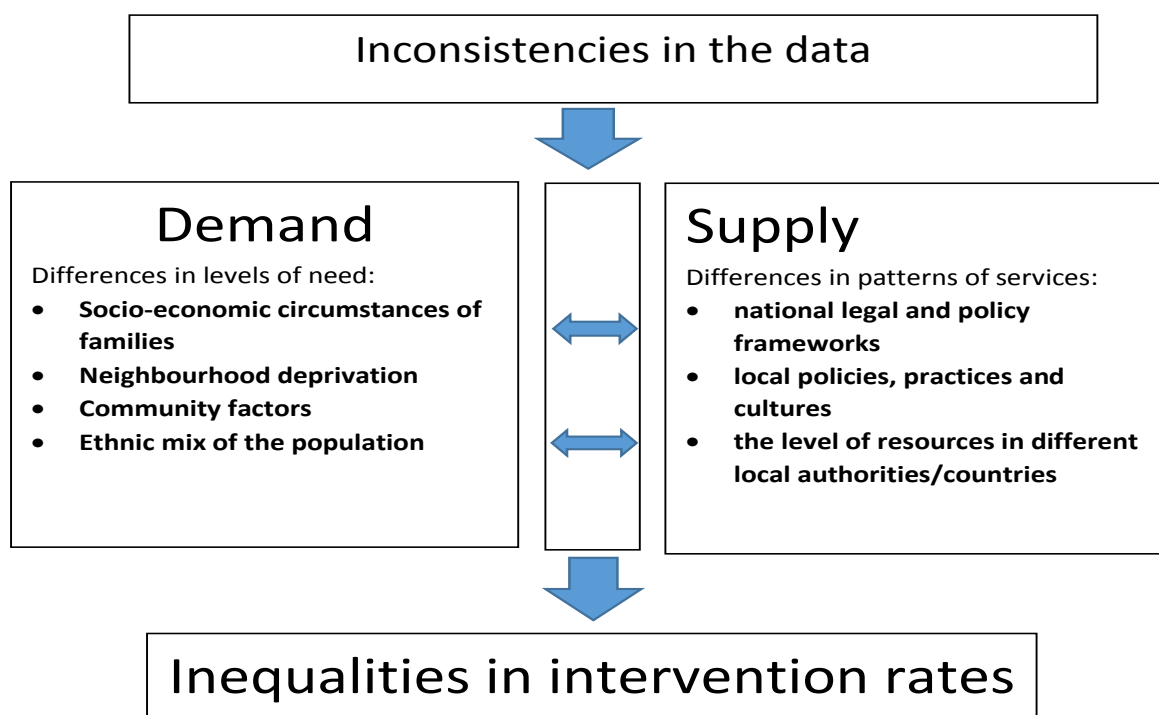 Inconsistencies in the data
Demand
Differences in levels of need:
• Socio-economic circumstances of
families
• Neighbourhood deprivation
• Community factors
• Ethnic mix of the population
Supply
Differences in patterns of services:
• national legal and policy
frameworks
• local policies, practices and
cultures
• the level of resources in different
local authorities/countries
Inequalities in intervention rates